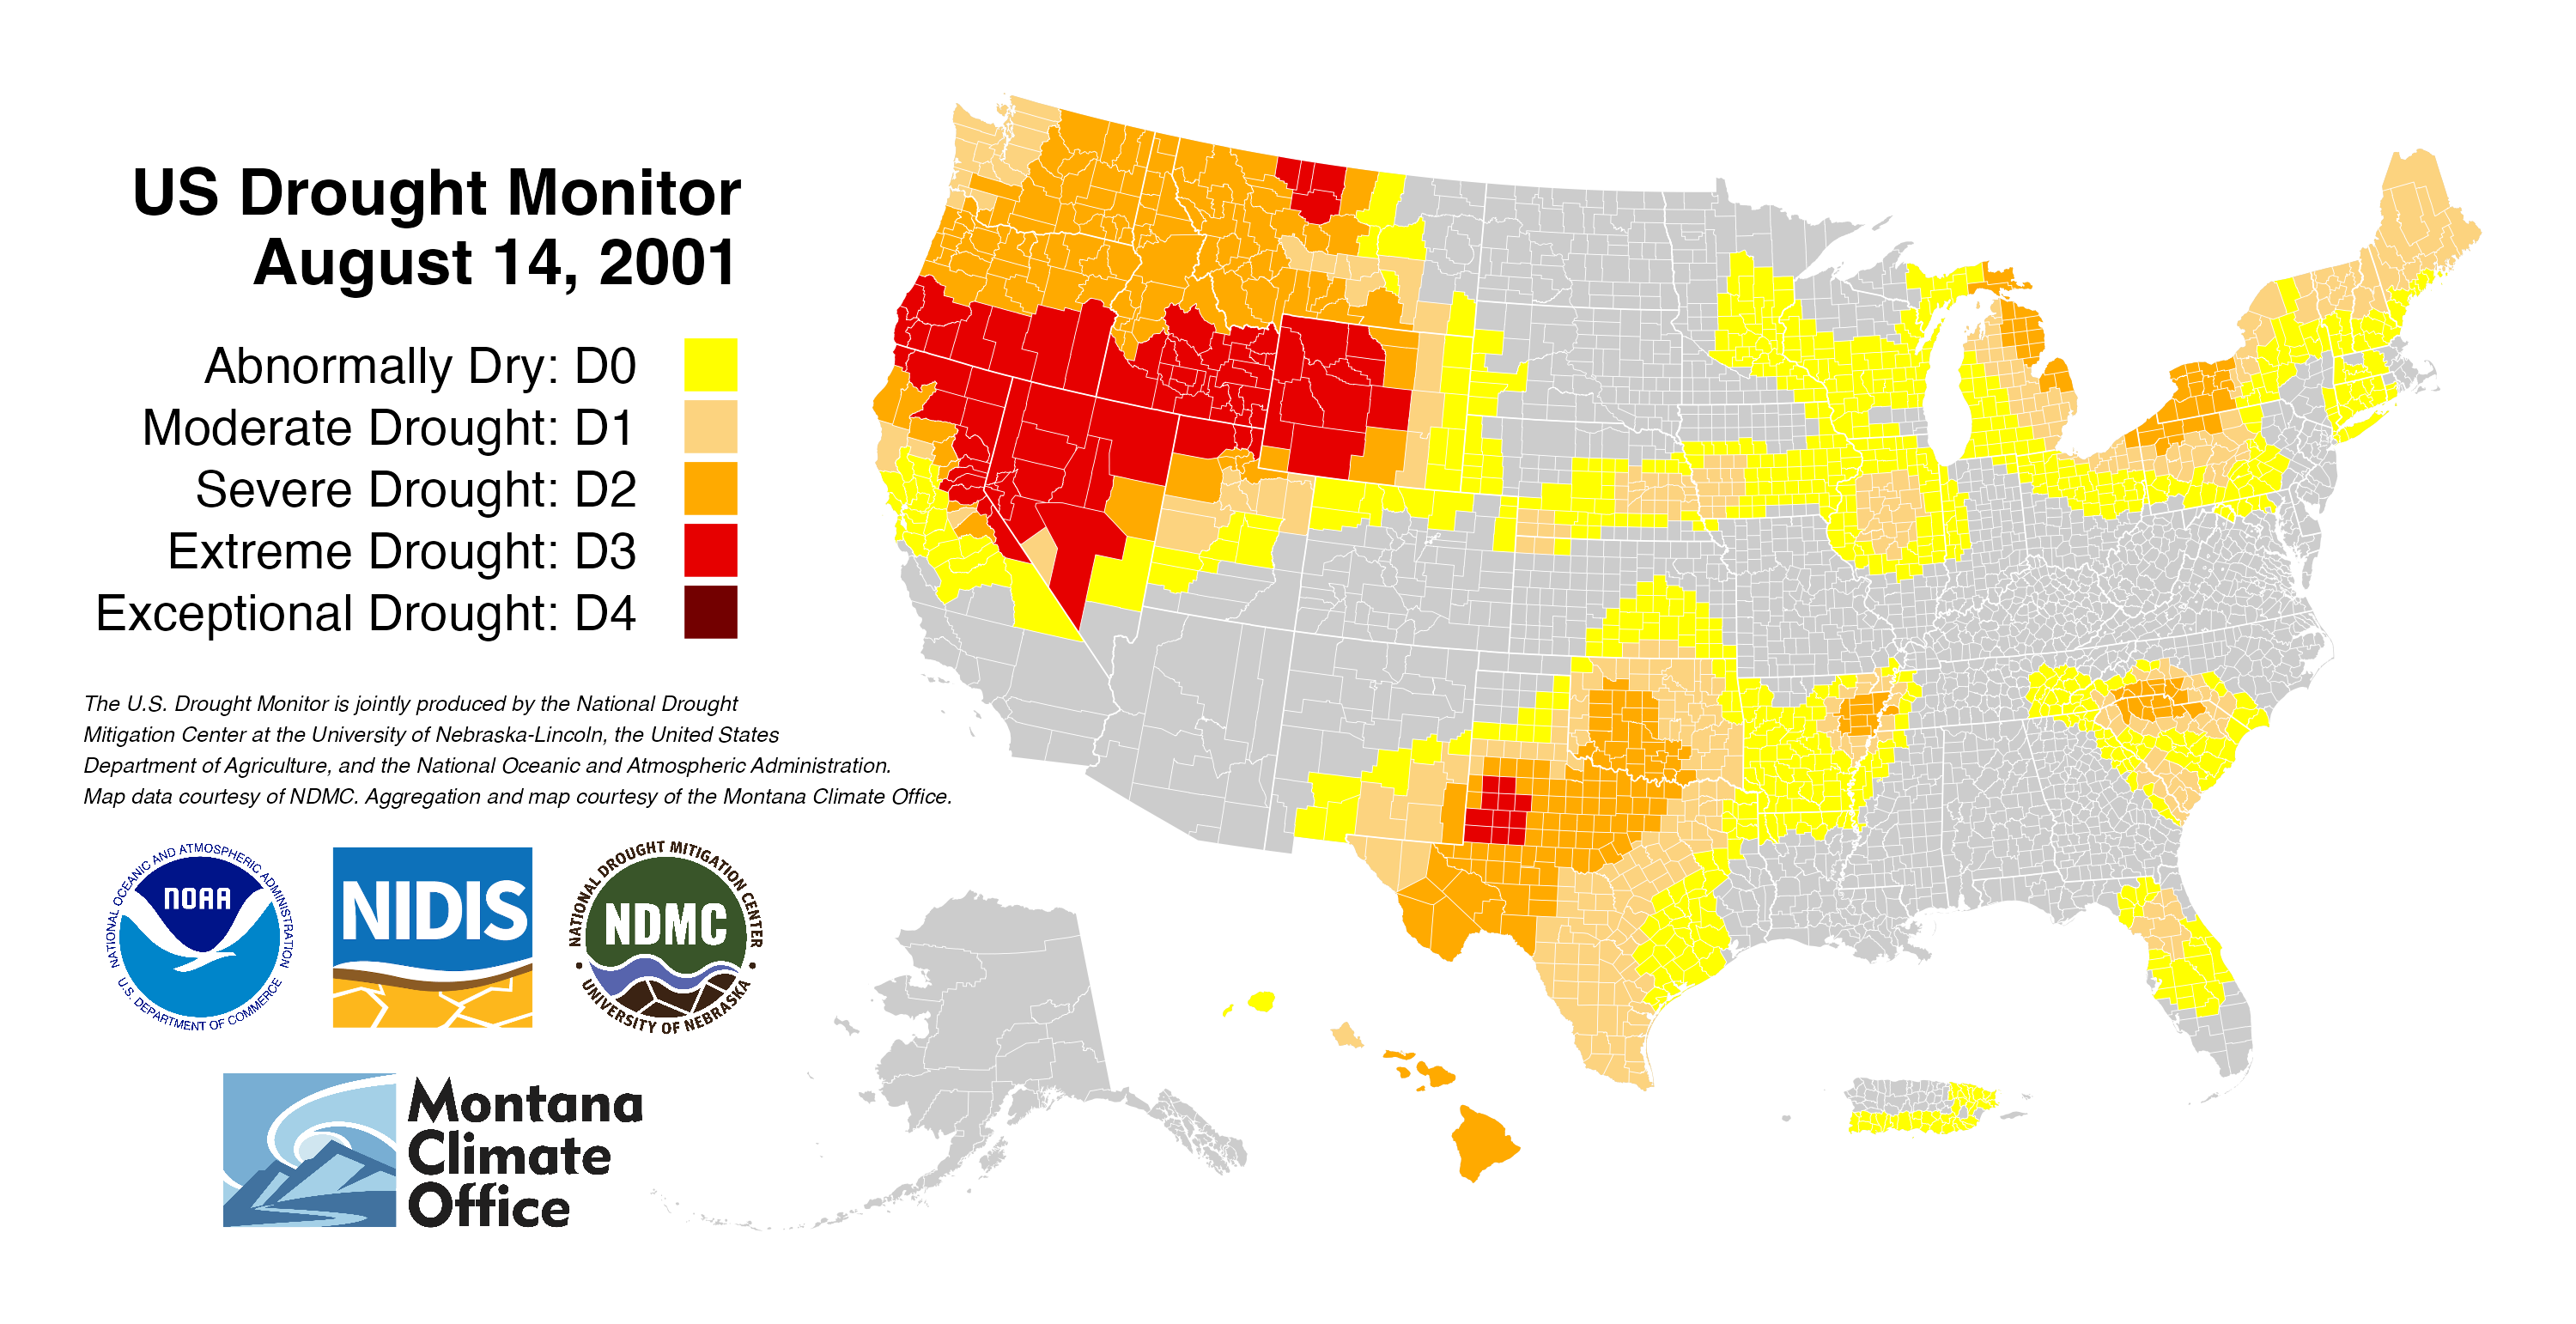 US Drought Monitor
August 14, 2001
Abnormally Dry: D0
Moderate Drought: D1
Severe Drought: D2
Extreme Drought: D3
Exceptional Drought: D4
The U.S. Drought Monitor is jointly produced by the National Drought
Mitigation Center at the University of Nebraska-Lincoln, the United States
Department of Agriculture, and the National Oceanic and Atmospheric Administration.
Map data courtesy of NDMC. Aggregation and map courtesy of the Montana Climate Office.
NATIONAL OCEANIC AND ATMOSPHERIC ADMINISTRATION
NOAA
U.S. DEPARTMENT OF COMMERCE
NIDIS
NATIONAL DROUGHT MITIGATION CENTER
NDMC
UNIVERSITY OF NEBRASKA
Montana
Climate
Office